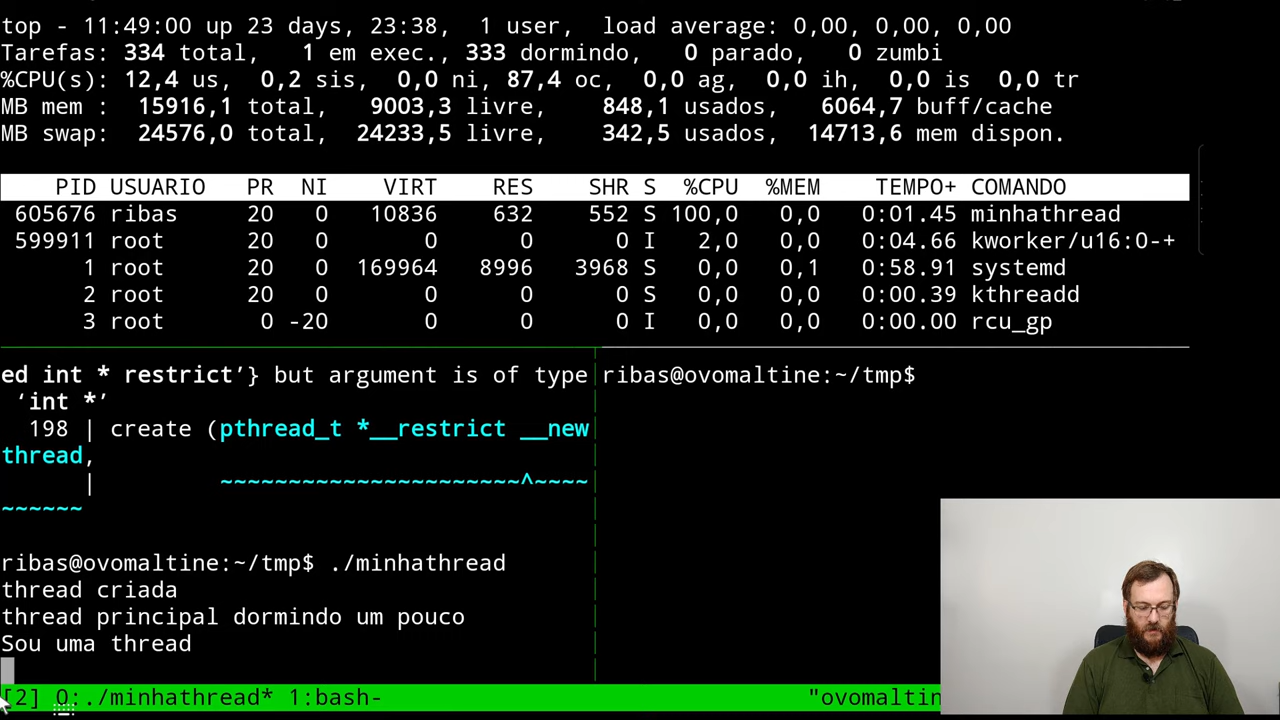 top - 11:49:00 up 23 days, 23:38,  1 user,  load average: 0,00, 0,00, 0,00
Tarefas: 334 total,   1 em exec., 333 dormindo,   0 parado,   0 zumbi
%CPU(s): 12,4 us,  0,2 sis,  0,0 ni, 87,4 oc,  0,0 ag,  0,0 ih,  0,0 is  0,0 tr
MB mem :  15916,1 total,   9003,3 livre,    848,1 usados,   6064,7 buff/cache
MB swap:  24576,0 total,  24233,5 livre,    342,5 usados,  14713,6 mem dispon.
PID USUARIO   PR  NI    VIRT    RES    SHR S  %CPU  %MEM    TEMPO+ COMANDO
605676 ribas     20   0   10836    632    552 S 100,0   0,0   0:01.45 minhathread
599911 root      20   0       0      0      0 I   2,0   0,0   0:04.66 kworker/u16:0-+
1 root      20   0  169964   8996   3968 S   0,0   0,1   0:58.91 systemd
2 root      20   0       0      0      0 S   0,0   0,0   0:00.39 kthreadd
3 root       0 -20       0      0      0 I   0,0   0,0   0:00.00 rcu_gp
ed int * restrict’} but argument is of type
‘int *’
198 | create (pthread_t *__restrict __new
thread,
|         ~~~~~~~~~~~~~~~~~~~~~~^~~~~
~~~~~~
ribas@ovomaltine:~/tmp$ ./minhathread
thread criada
thread principal dormindo um pouco
Sou uma thread
ribas@ovomaltine:~/tmp$
[2] 0:./minhathread* 1:bash-    "ovomaltin